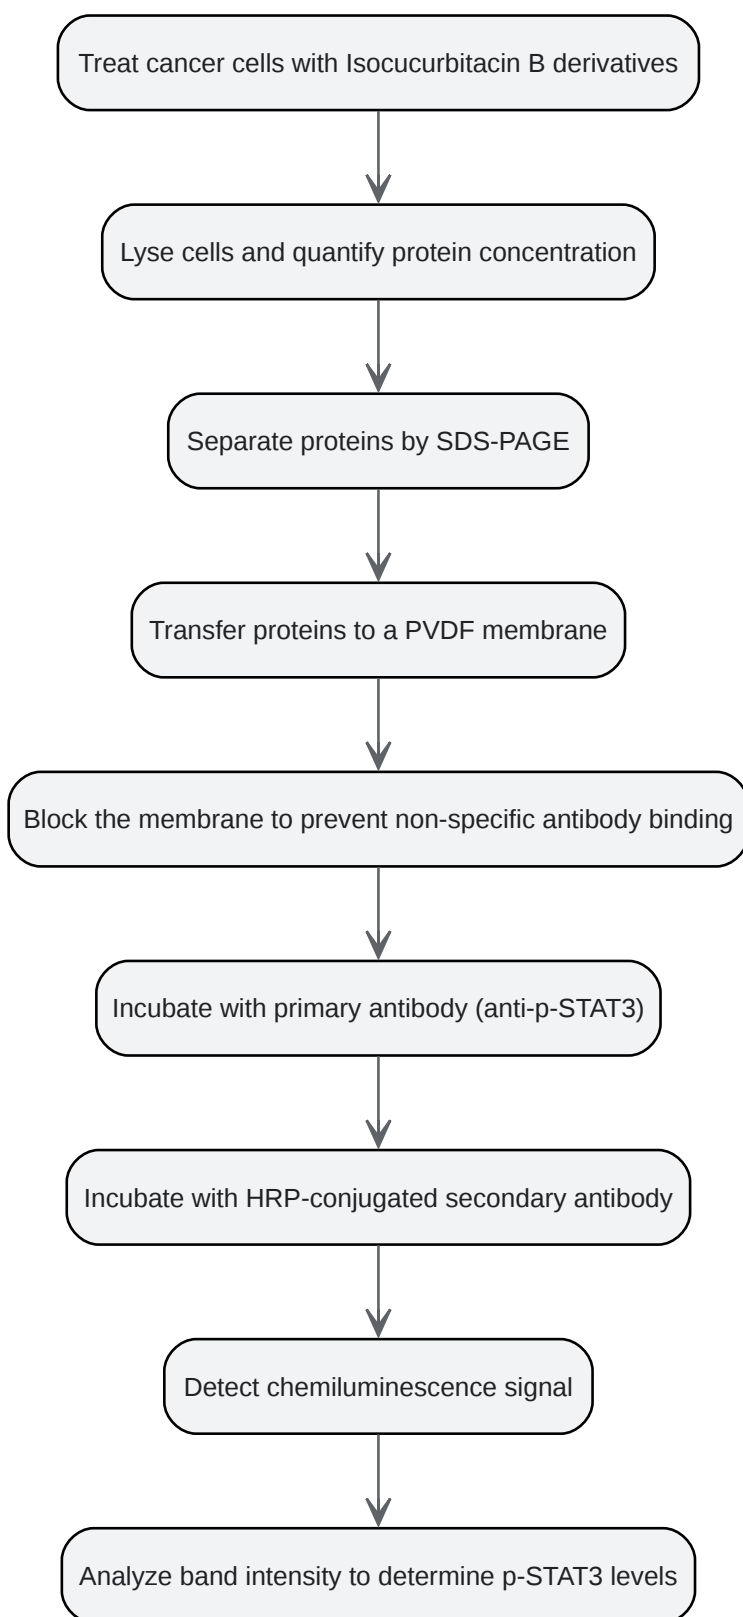 Treat cancer cells with Isocucurbitacin B derivatives
Lyse cells and quantify protein concentration
Separate proteins by SDS-PAGE
Transfer proteins to a PVDF membrane
Block the membrane to prevent non-specific antibody binding
Incubate with primary antibody (anti-p-STAT3)
Incubate with HRP-conjugated secondary antibody
Detect chemiluminescence signal
Analyze band intensity to determine p-STAT3 levels